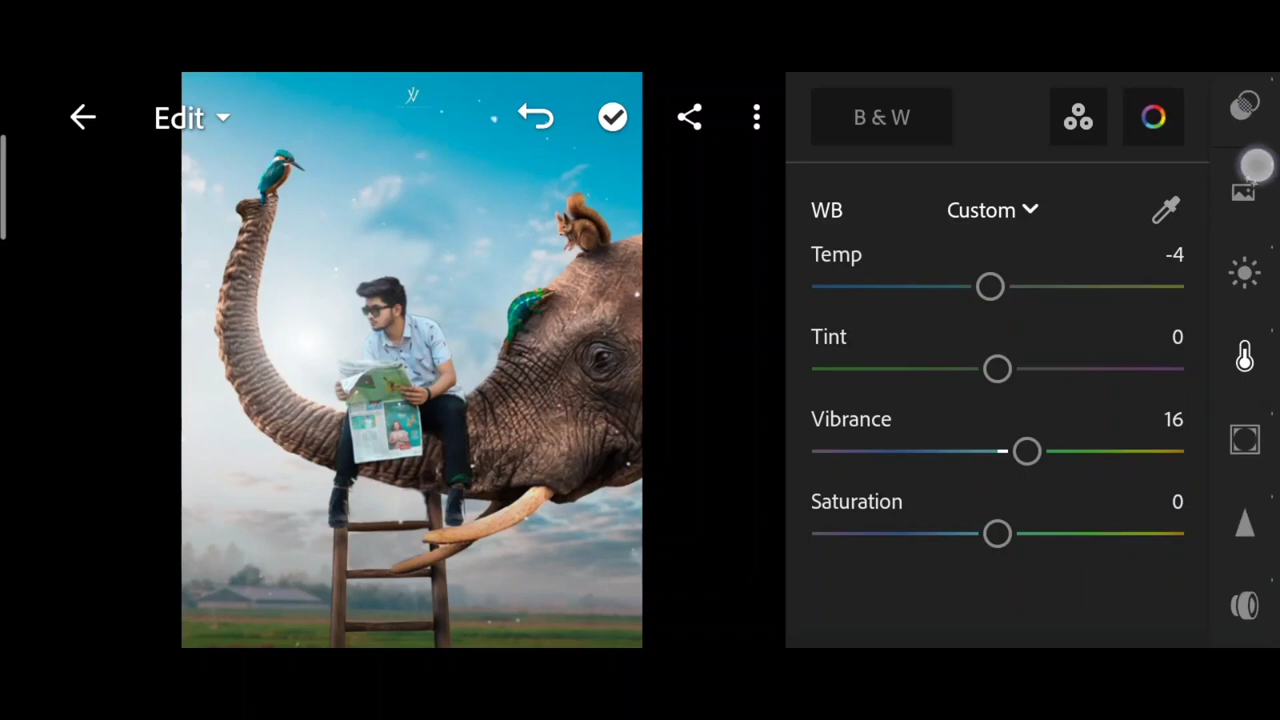 Edit
B & W
WB Custom
Temp -4
Tint 0
Vibrance 16
Saturation 0